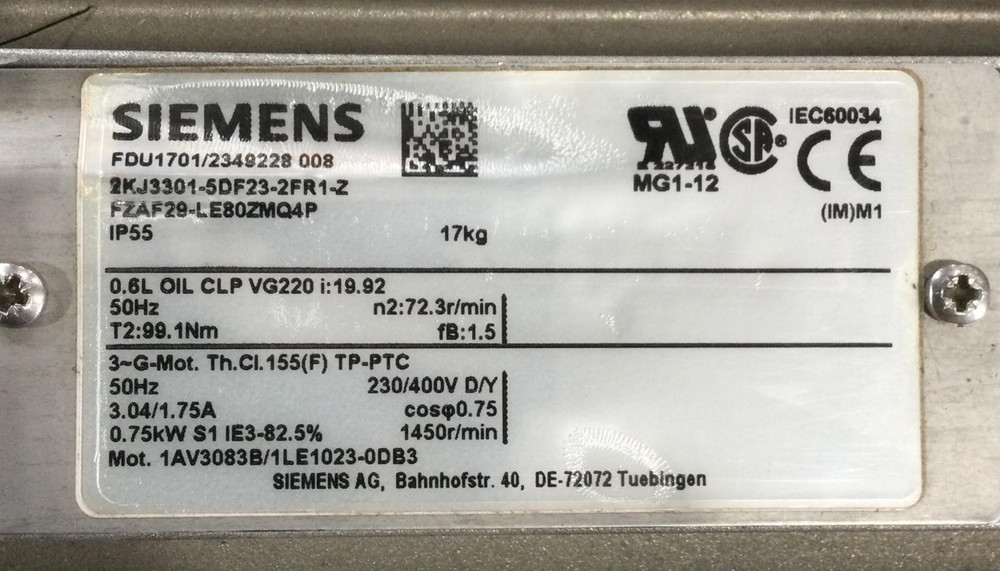 SIEMENS
FDU1701/2349228 008
2KJ3301-5DF23-2FR1-Z
FZAF29-LE80ZMQ4P
IP55 17kg
IEC60034
MG1-12
(IM)M1
0.6L OIL CLP VG220 i:19.92
50Hz n2:72.3r/min
T2:99.1Nm fB:1.5
3~G-Mot. Th.Cl.155(F) TP-PTC
50Hz 230/400V D/Y
3.04/1.75A cosφ0.75
0.75kW S1 IE3-82.5% 1450r/min
Mot. 1AV3083B/1LE1023-0DB3
SIEMENS AG, Bahnhofstr. 40, DE-72072 Tuebingen